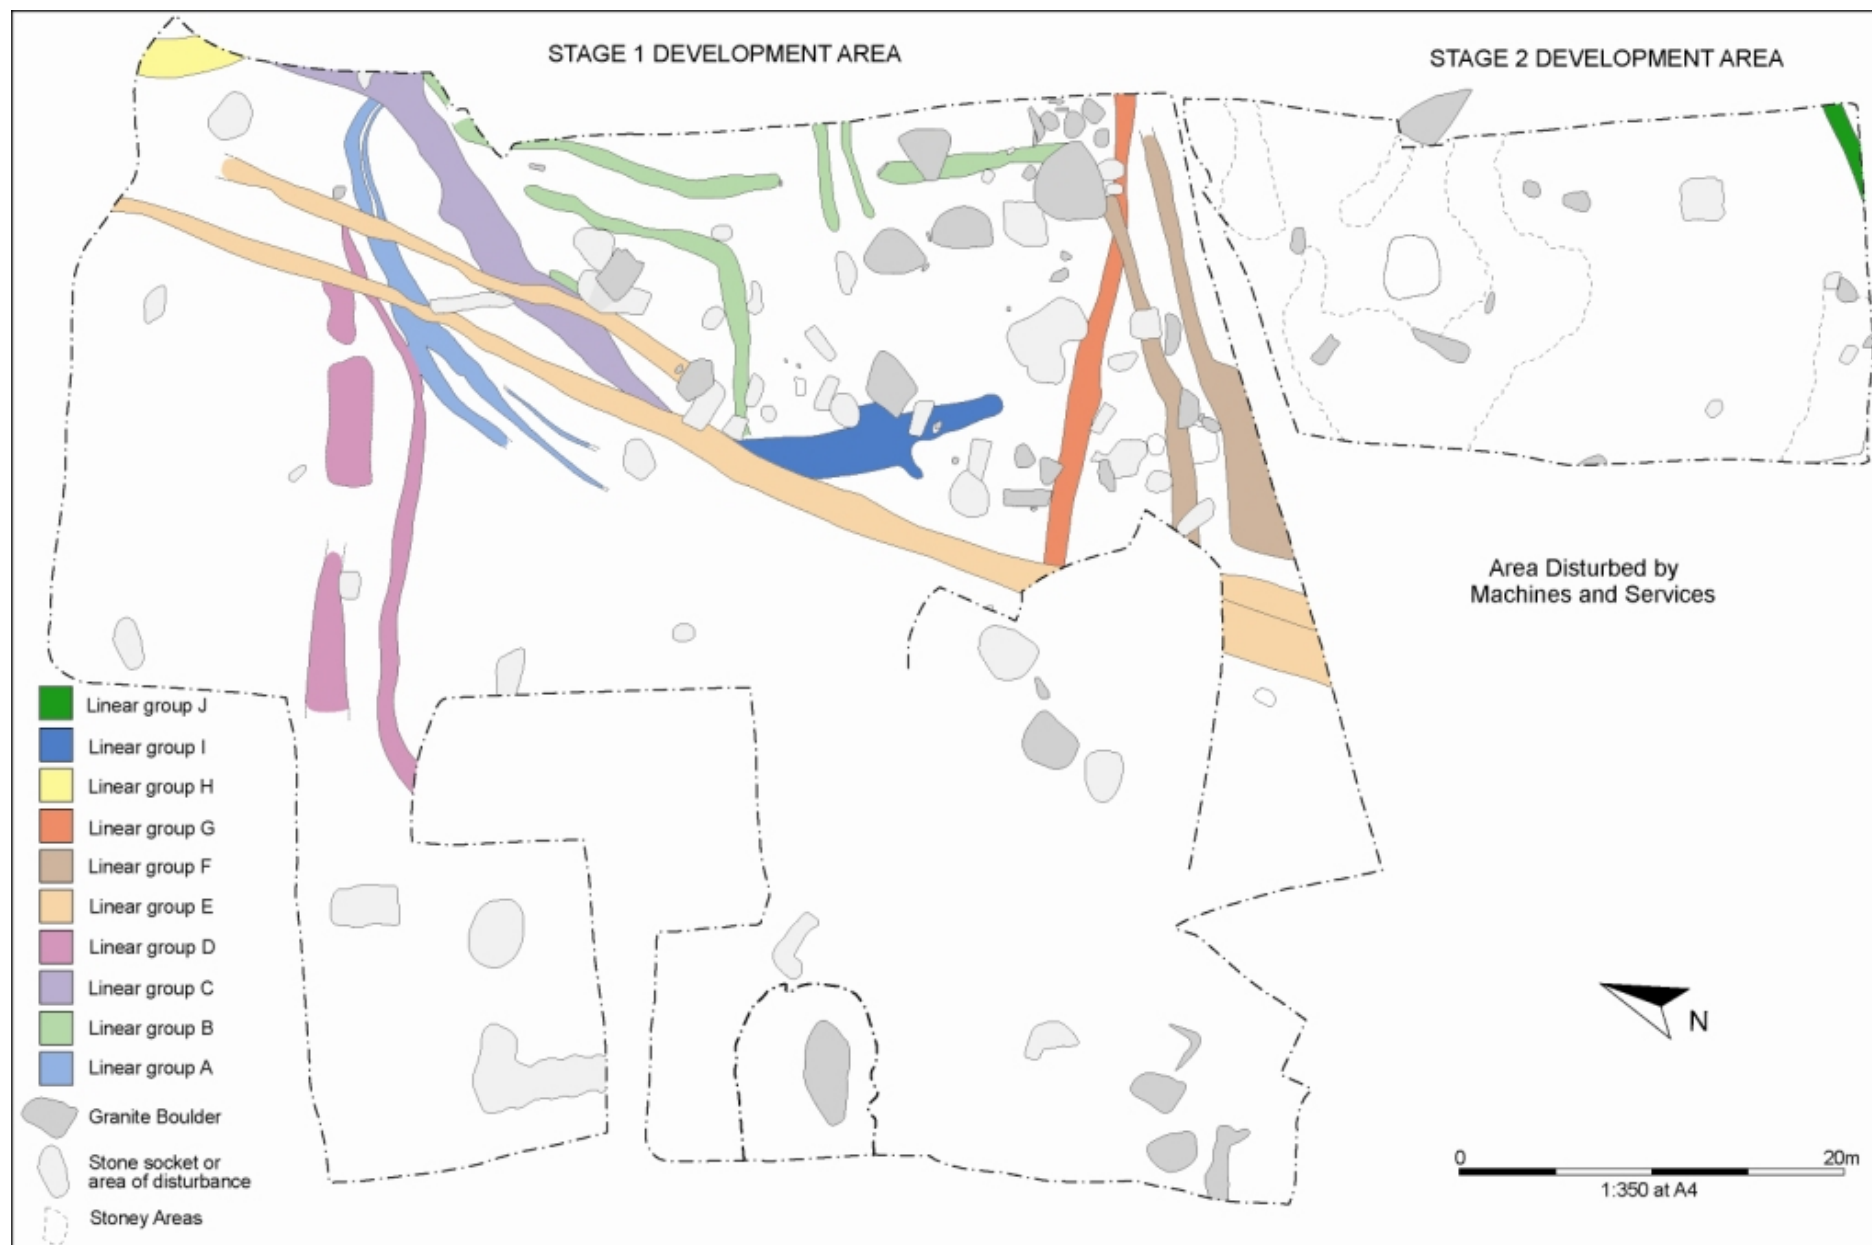 STAGE 1 DEVELOPMENT AREA
STAGE 2 DEVELOPMENT AREA
Area Disturbed by
Machines and Services
Linear group J
Linear group I
Linear group H
Linear group G
Linear group F
Linear group E
Linear group D
Linear group C
Linear group B
Linear group A
Granite Boulder
Stone socket or
area of disturbance
Stoney Areas
N
0 20m
1:350 at A4